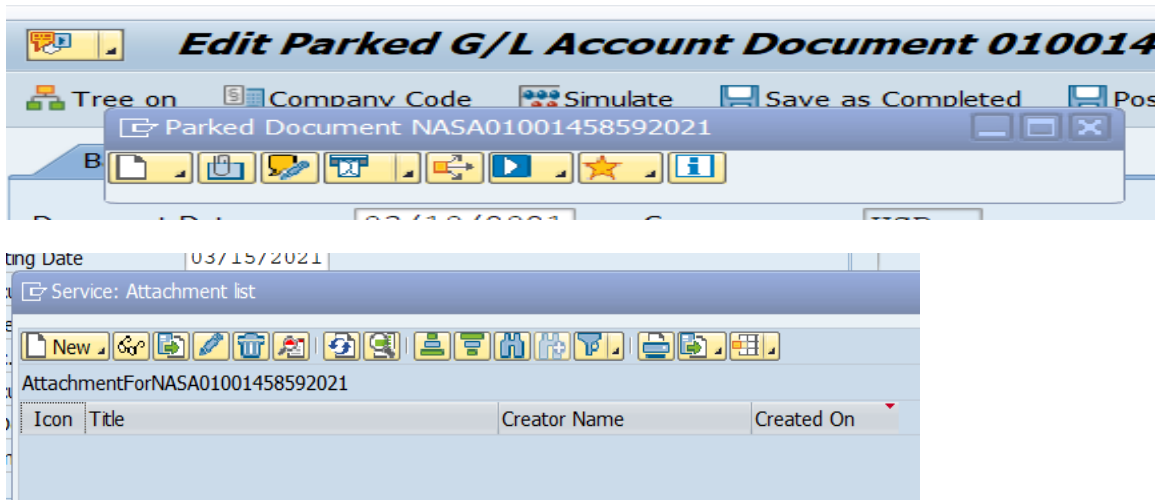 Edit Parked G/L Account Document 010014
Tree on Company Code Simulate Save as Completed Pos
Parked Document NASA01001458592021
B
ting Date 03/15/2021
Service: Attachment list
New
AttachmentForNASA01001458592021
Icon Title Creator Name Created On